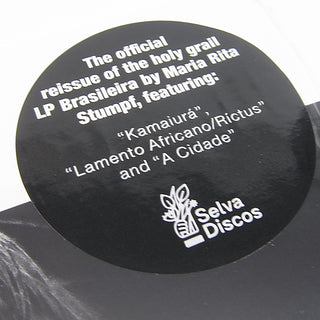 The official
reissue of the holy grail
LP Brasileira by Maria Rita
Stumpf, featuring:
"Kamaiurá",
"Lamento Africano/Rictus"
and "A Cidade"
Selva
Discos